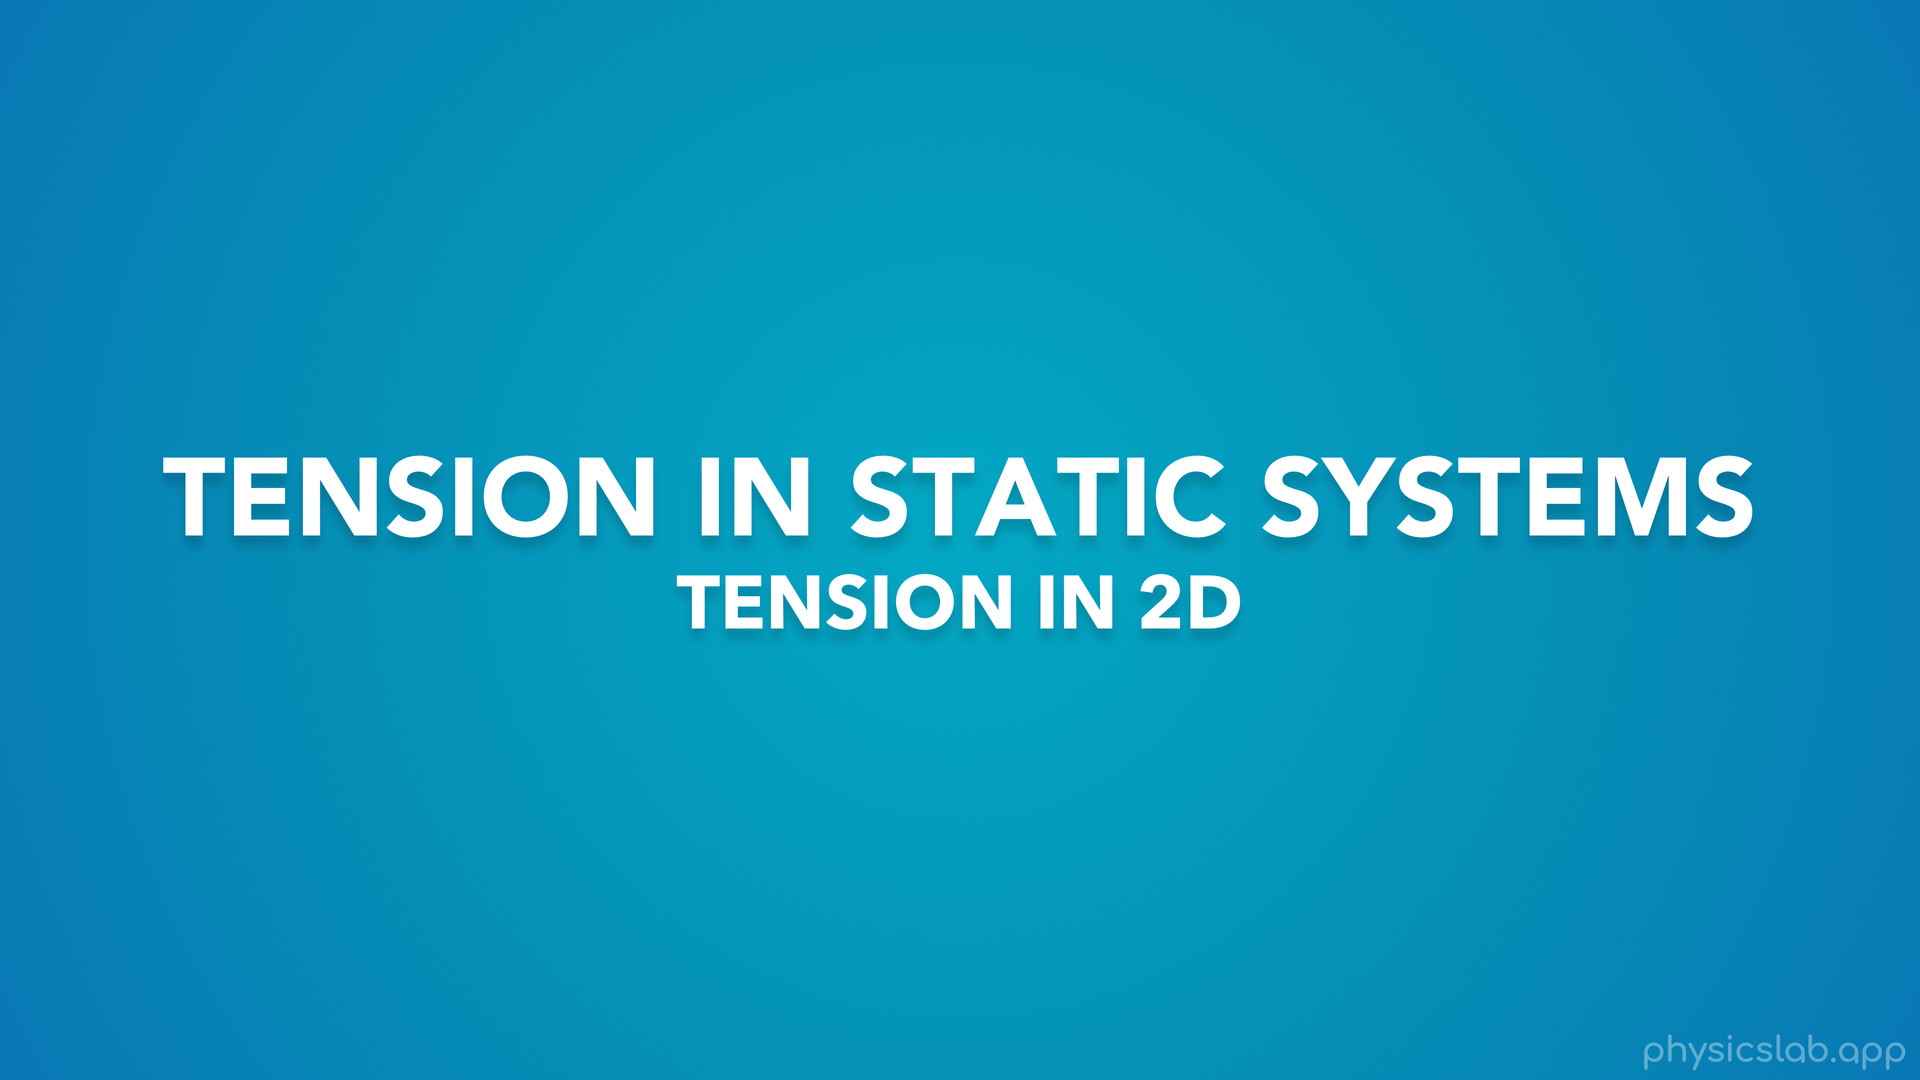 TENSION IN STATIC SYSTEMS
TENSION IN 2D
physicslab.app